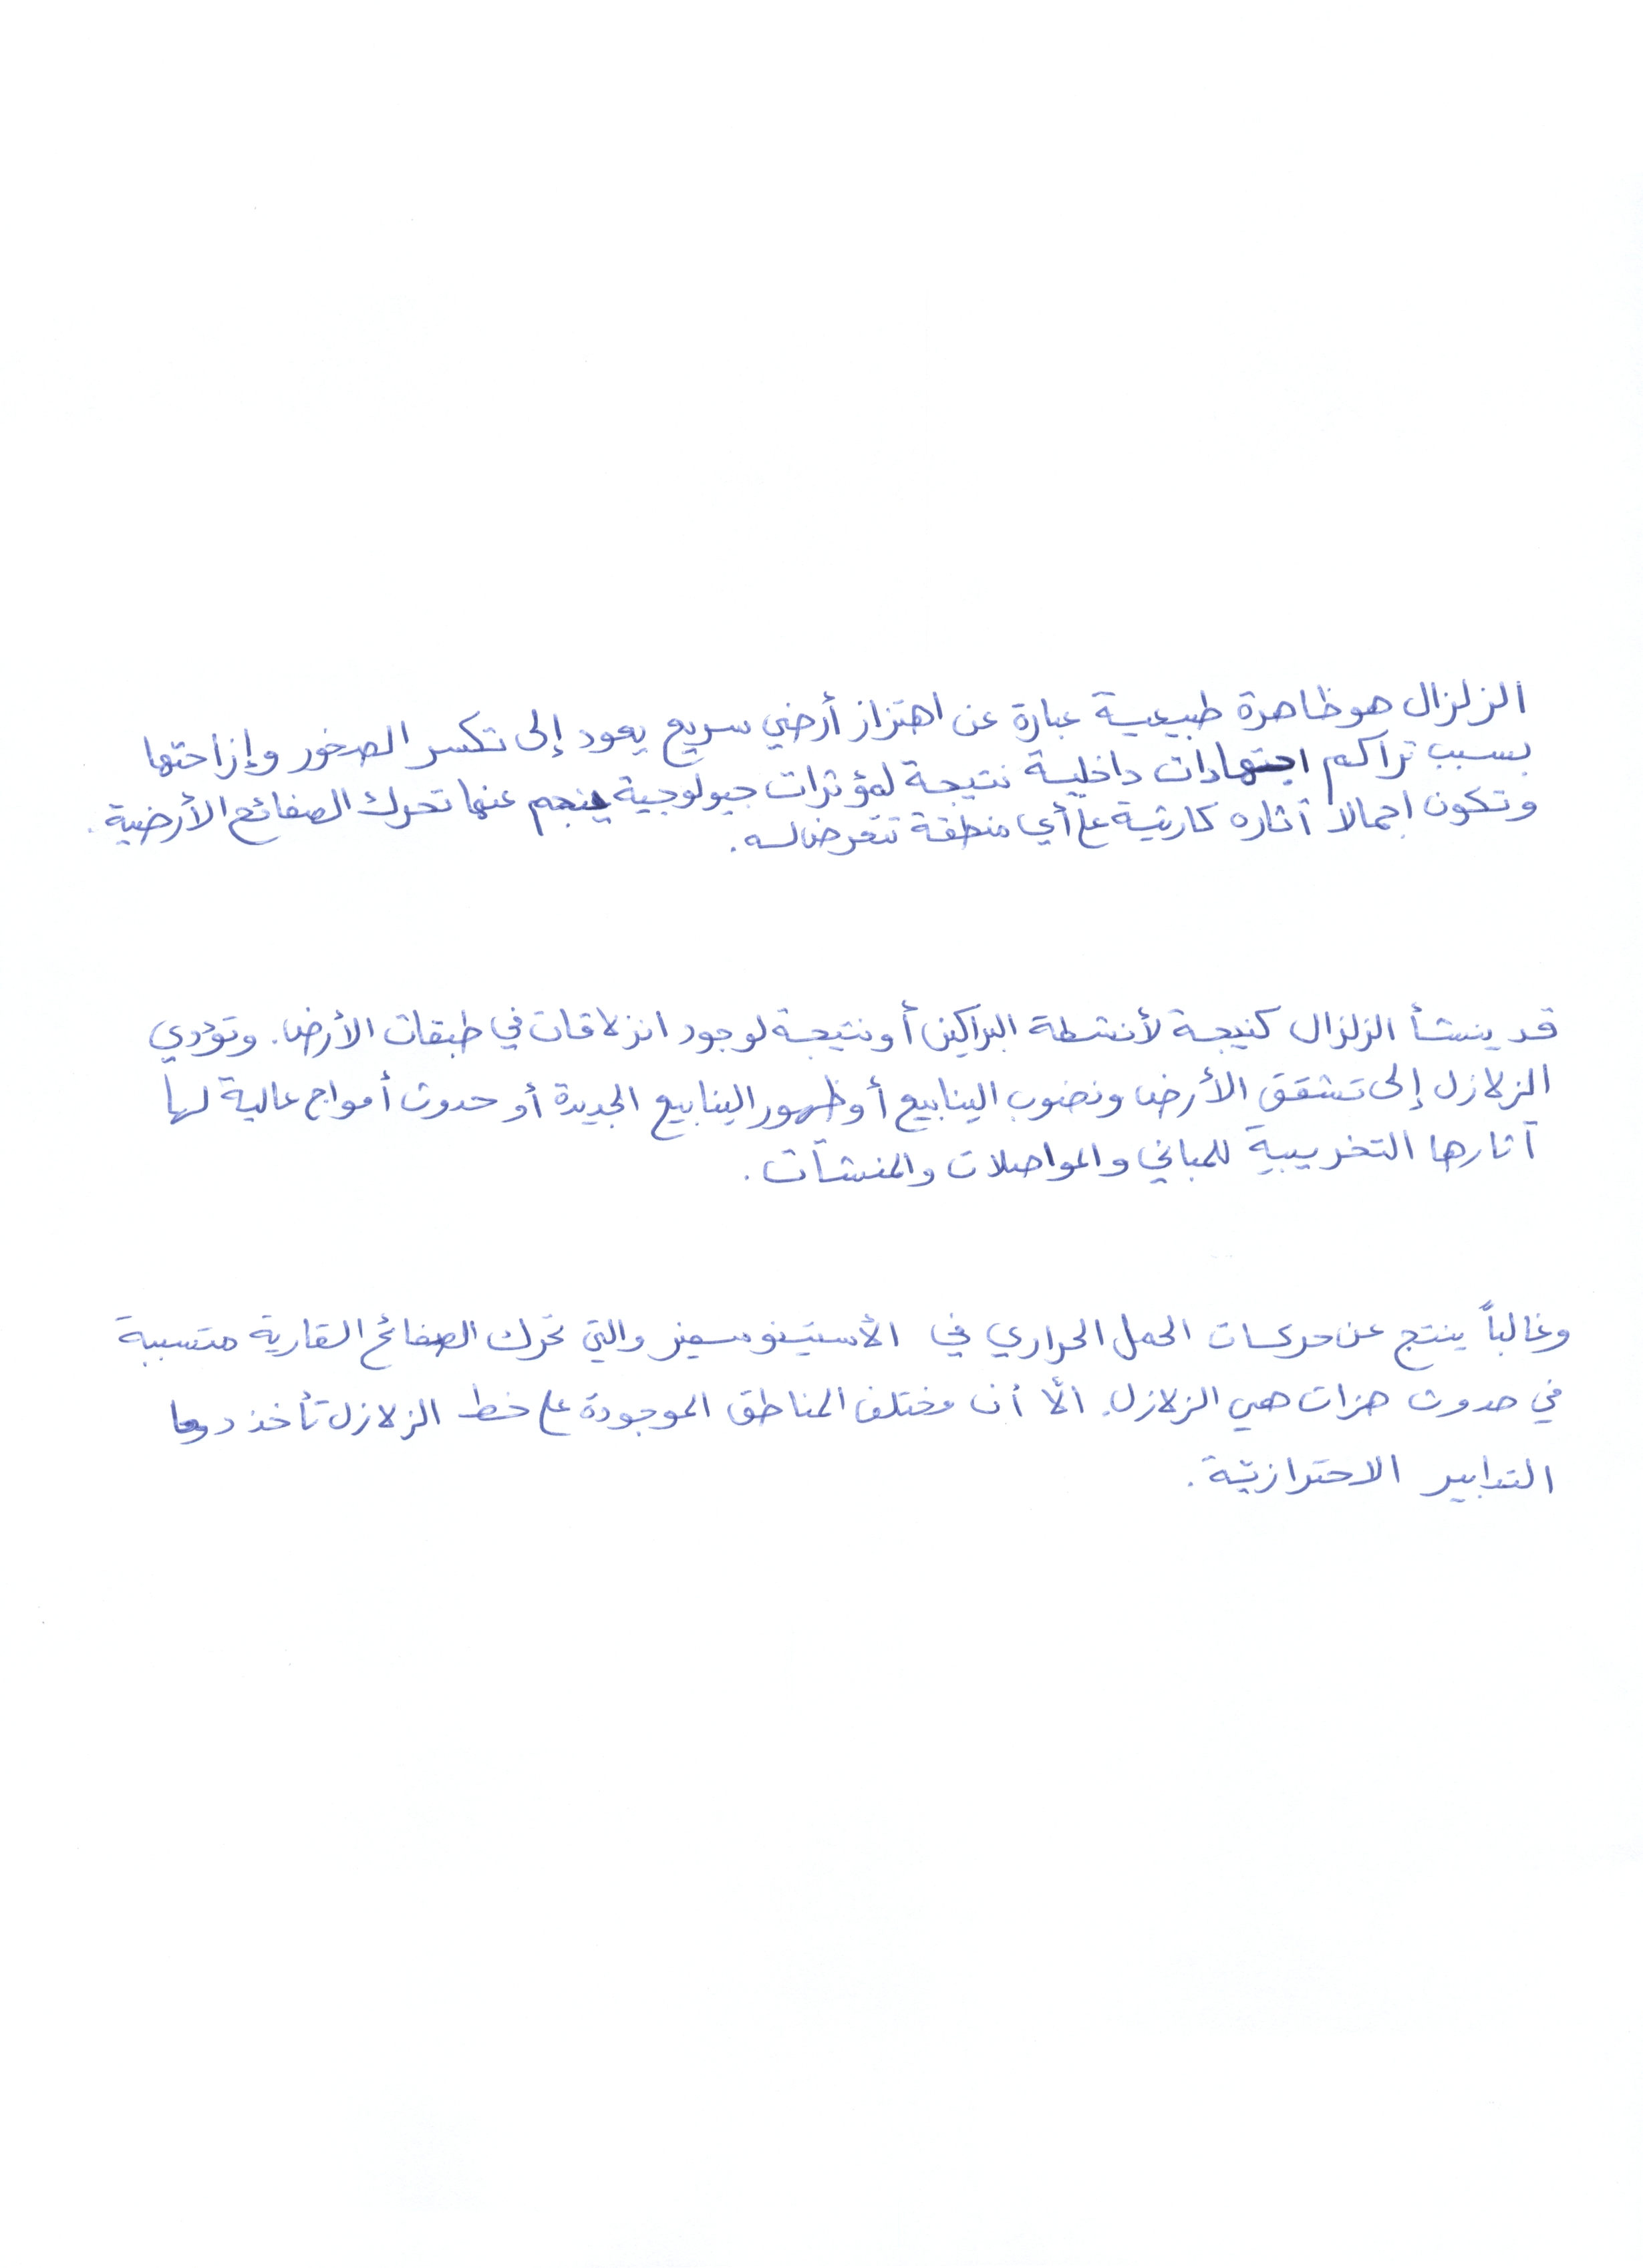 الزلزال هو ظاهرة طبيعية عبارة عن اهتزاز أرضي سريع يعود إلى تكسر الصخور وإزاحتها
بسبب تراكم اجتهادات داخلية نتيجة لمؤثرات جيولوجية ينجم عنها تحرك الصفائح الأرضية.
وتكون اجمالا آثاره كارثية على أي منطقة تتعرض له.
قد ينشأ الزلزال كنتيجة لأنشطة البراكين أو نتيجة لوجود انزلاقات في طبقات الأرض. وتؤدي
الزلازل إلى تشقق الأرض ونضوب الينابيع أو ظهور الينابيع الجديدة أو حدوث أمواج عالية لها
آثارها التخريبية للمباني والمواصلات والمنشآت.
وغالباً ينتج عن حركات الحمل الحراري في الأستينوسفير والتي تحرك الصفائح القارية متسببة
في حدوث هزات هي الزلازل. الّا أن مختلف المناطق الموجودة على خط الزلازل تأخذ دوما
التدابير الاحترازيّة.